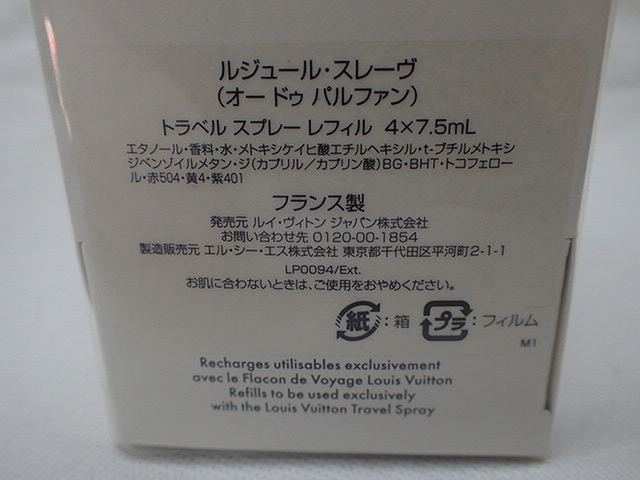 ルジュール・スレーヴ
(オー ドゥ パルファン)
トラベル スプレー レフィル 4×7.5mL
エタノール・香料・水・メトキシケイヒ酸エチルヘキシル・t-ブチルメトキシ
ジベンゾイルメタン・ジ(カプリル/カプリン酸)BG・BHT・トコフェロー
ル・赤504・黄4・紫401
フランス製
発売元 ルイ・ヴィトン ジャパン株式会社
お問い合わせ先 0120-00-1854
製造販売元 エル・シー・エス株式会社 東京都千代田区平河町2-1-1
LP0094/Ext.
お肌に合わないときは、ご使用をおやめください。
紙:箱 プラ:フィルム
M1
Recharges utilisables exclusivement
avec le Flacon de Voyage Louis Vuitton
Refills to be used exclusively
with the Louis Vuitton Travel Spray